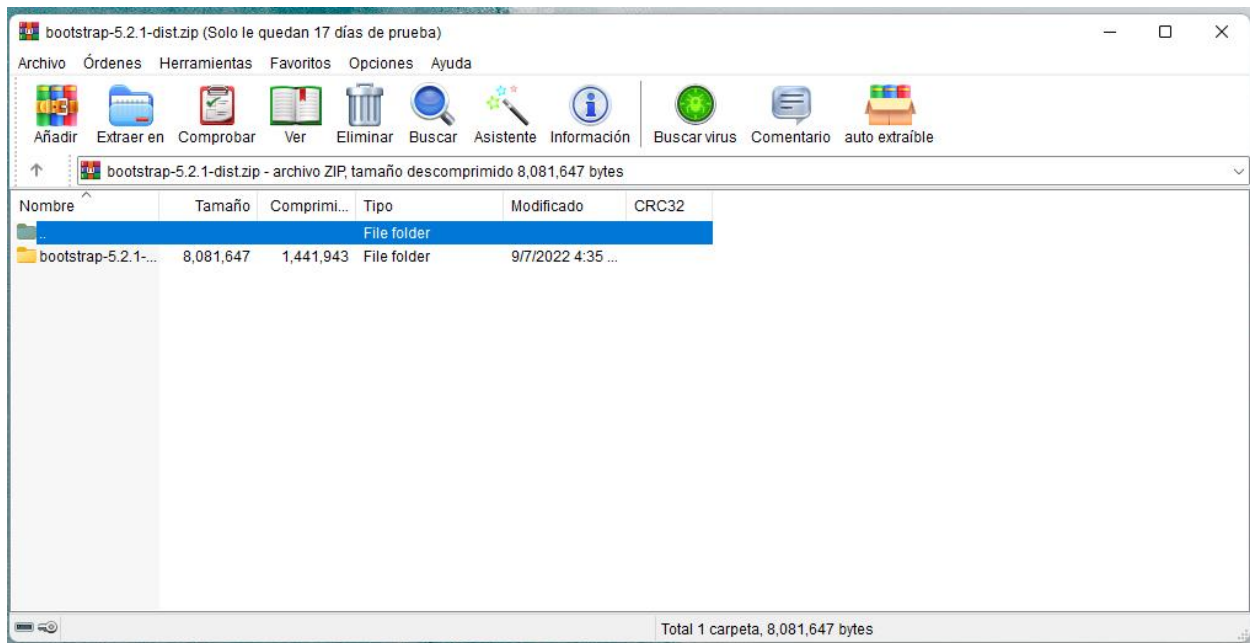 bootstrap-5.2.1-dist.zip (Solo le quedan 17 días de prueba)
Archivo Órdenes Herramientas Favoritos Opciones Ayuda
Añadir Extraer en Comprobar Ver Eliminar Buscar Asistente Información Buscar virus Comentario auto extraíble
bootstrap-5.2.1-dist.zip - archivo ZIP, tamaño descomprimido 8,081,647 bytes
Nombre Tamaño Comprimi... Tipo Modificado CRC32
.. File folder
bootstrap-5.2.1-... 8,081,647 1,441,943 File folder 9/7/2022 4:35 ...
Total 1 carpeta, 8,081,647 bytes